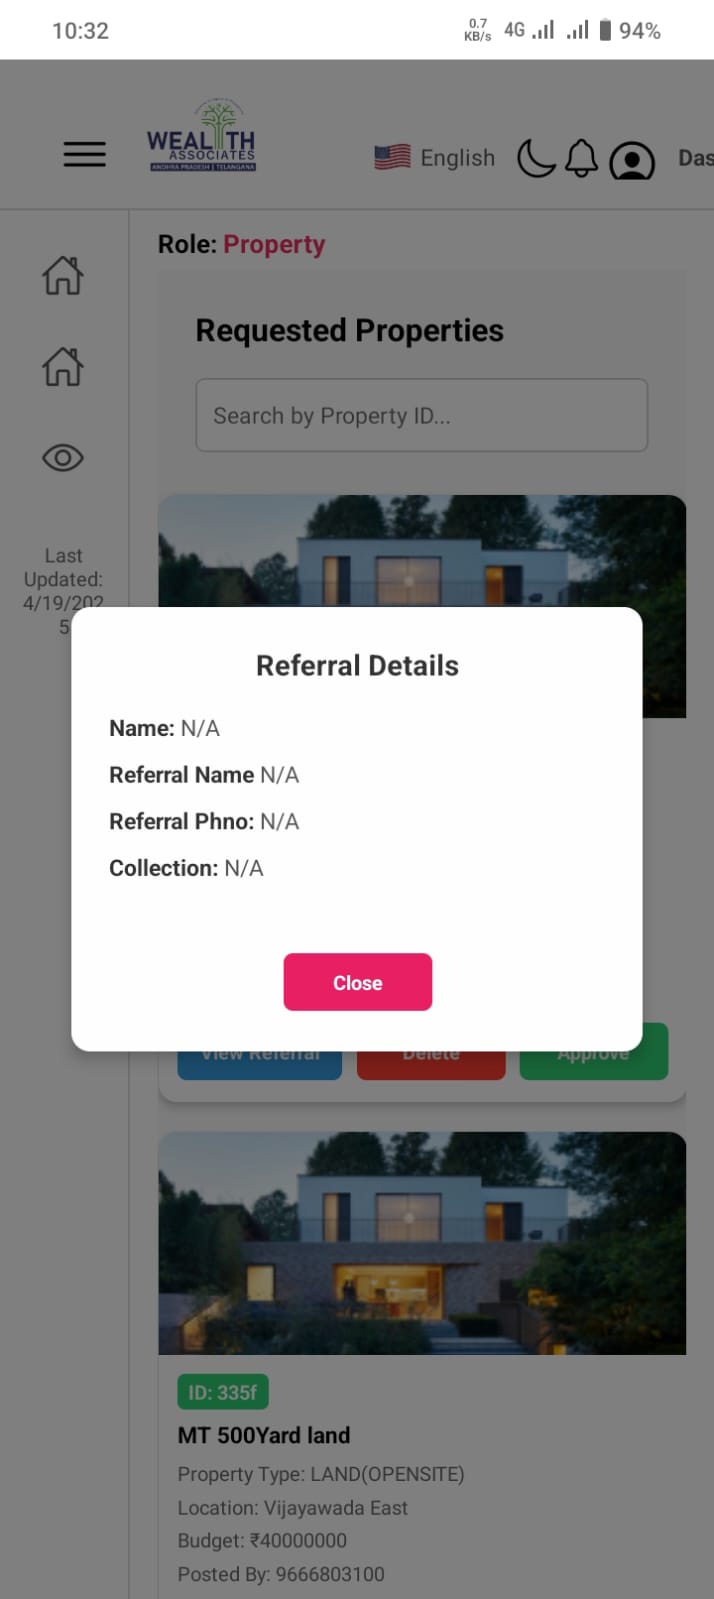 10:32
0.7
KB/s
4G
94%
WEALTH
ASSOCIATES
ANDHRA PRADESH | TELANGANA
English
Das
Role: Property
Requested Properties
Search by Property ID...
Last
Updated:
4/19/202
5
Referral Details
Name: N/A
Referral Name N/A
Referral Phno: N/A
Collection: N/A
Close
View Referral
Delete
Approve
ID: 335f
MT 500Yard land
Property Type: LAND(OPENSITE)
Location: Vijayawada East
Budget: ₹40000000
Posted By: 9666803100